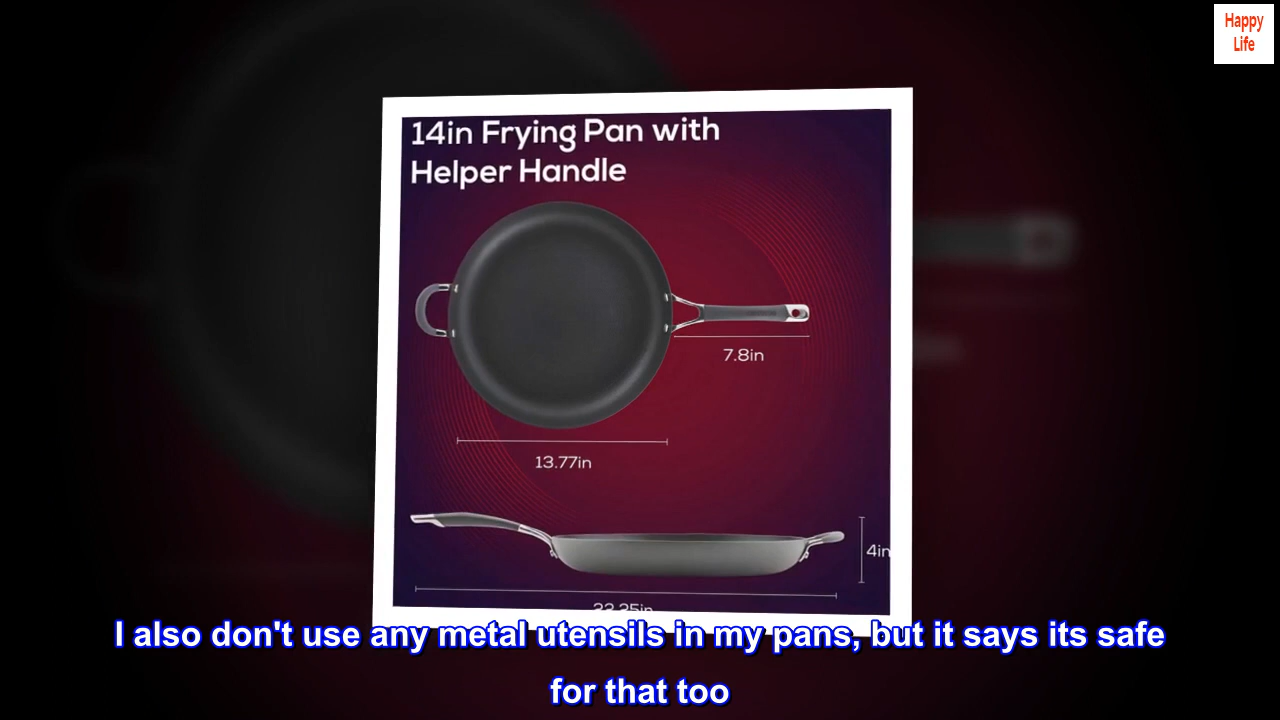 Happy
Life
14in Frying Pan with
Helper Handle
7.8in
13.77in
4in
I also don't use any metal utensils in my pans, but it says its safe
for that too